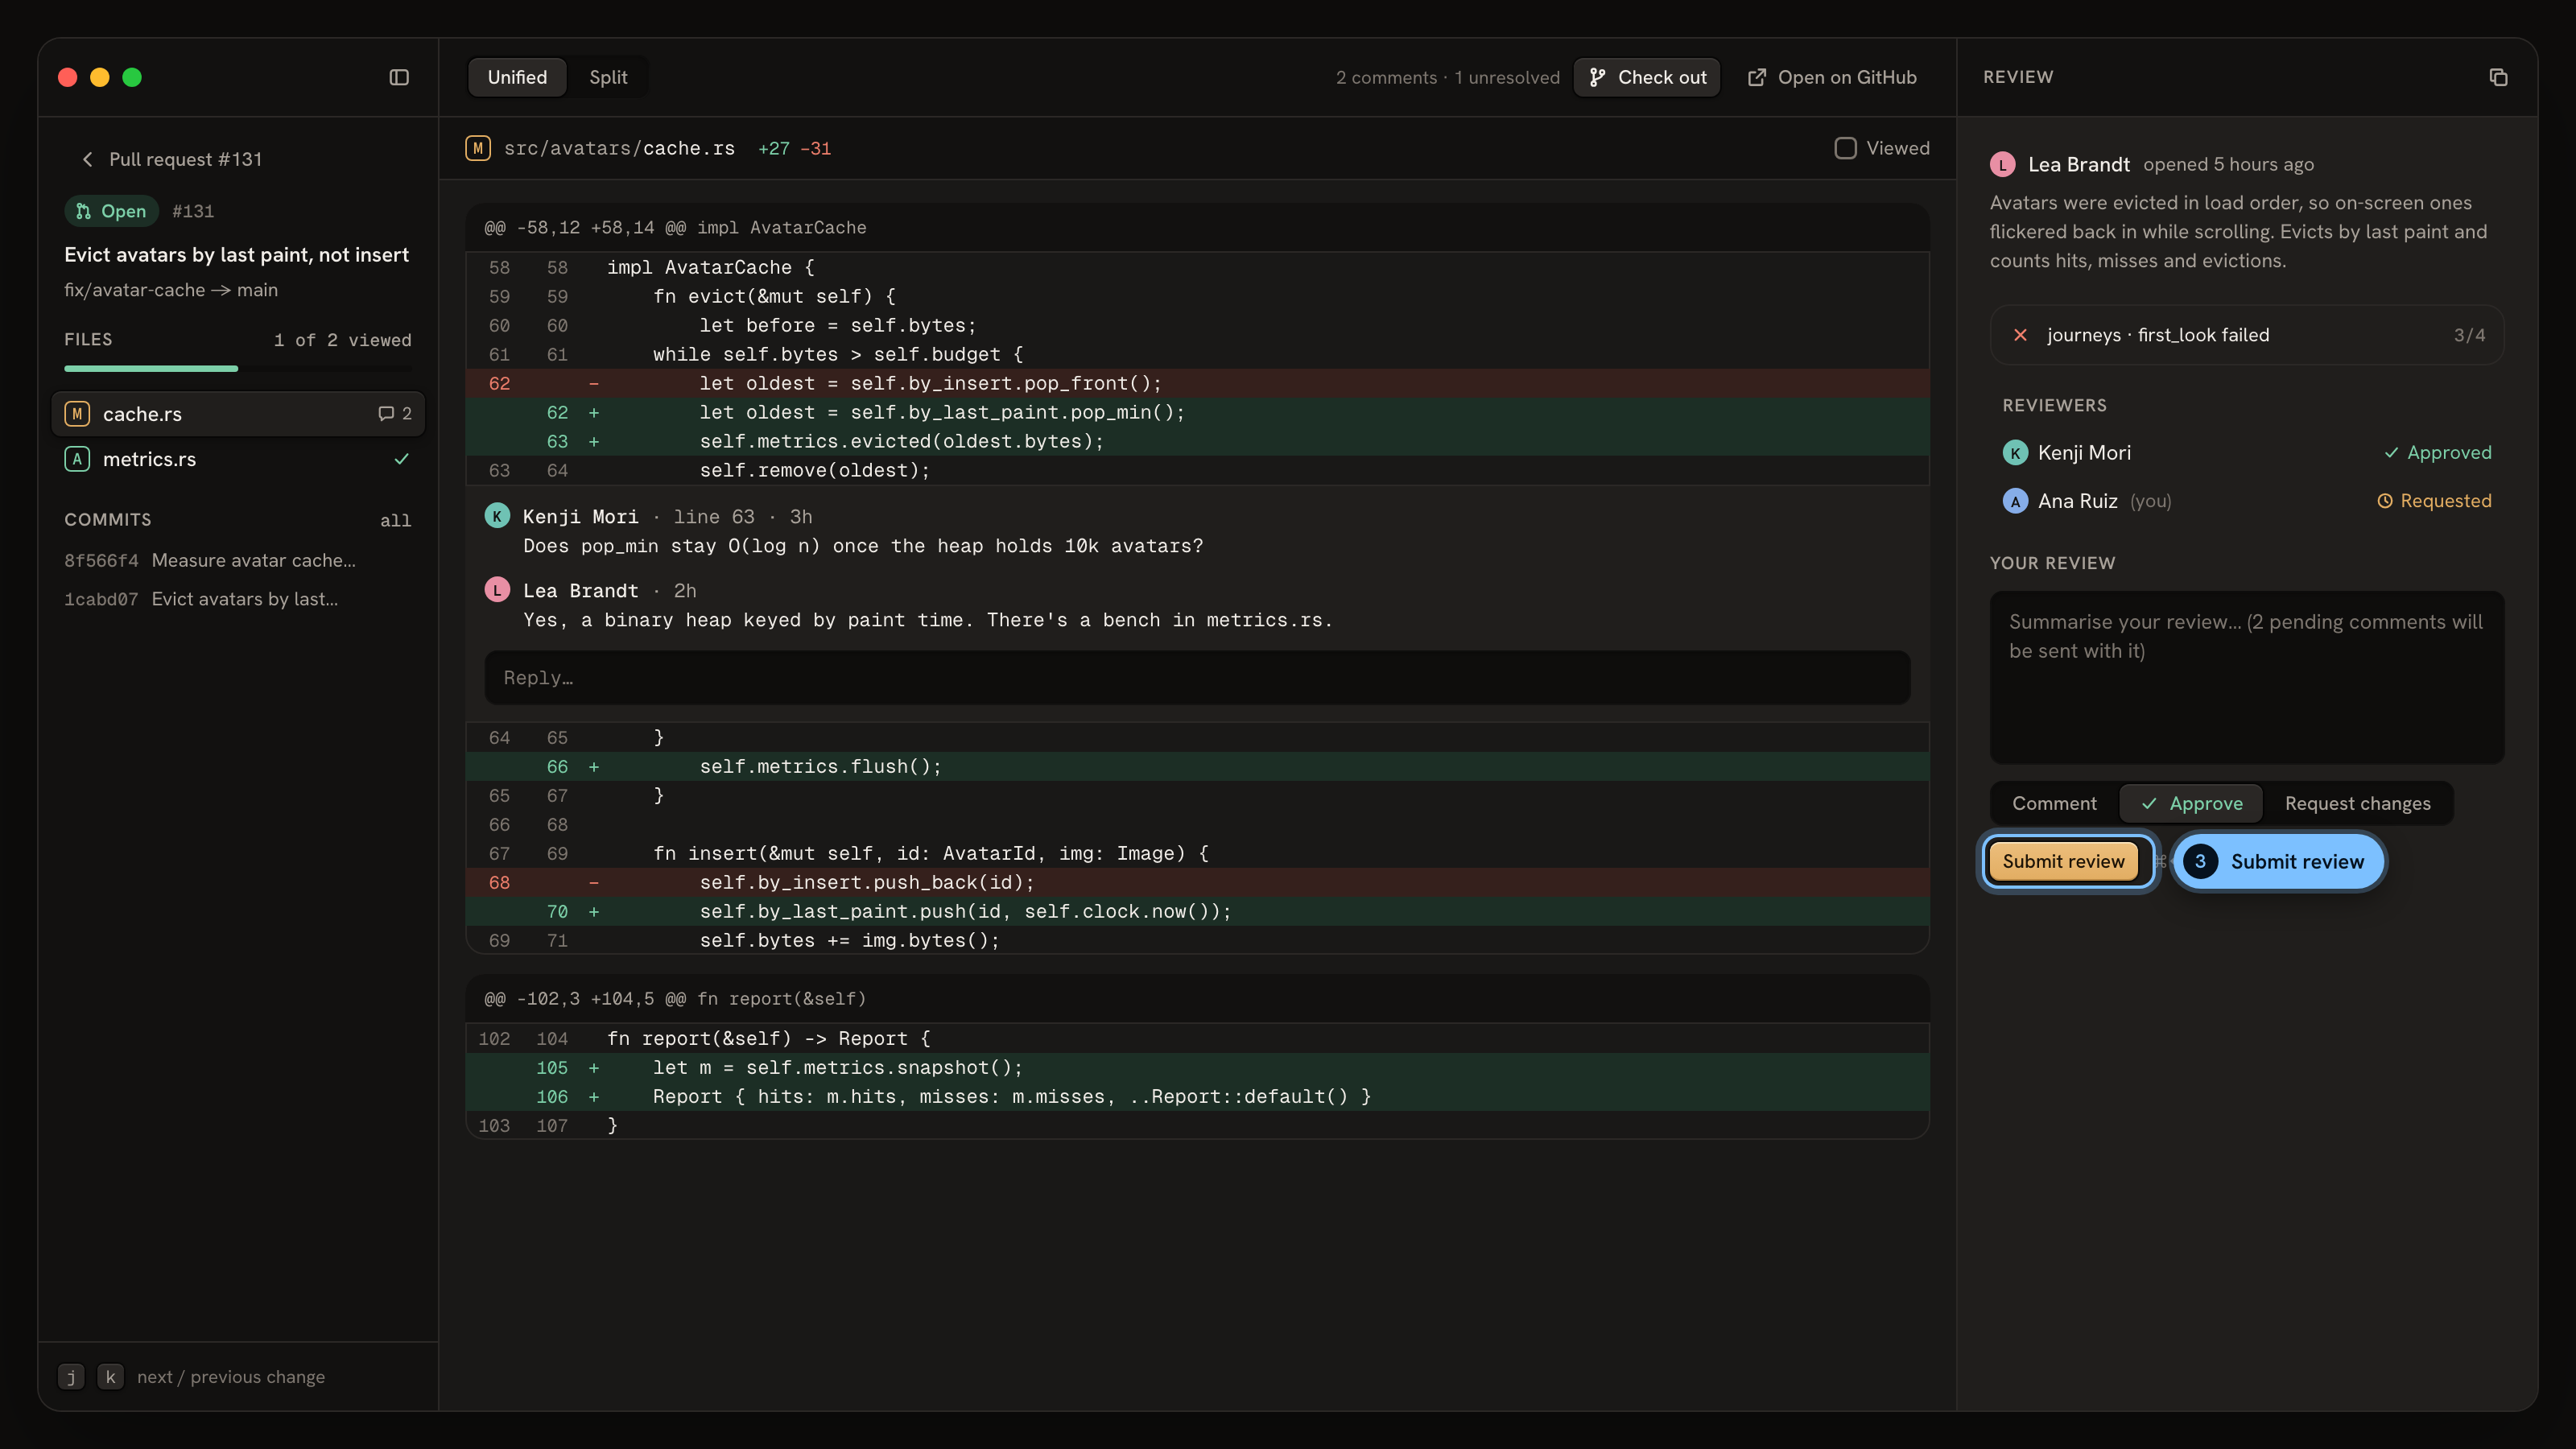 Pull request #131
Open #131
Evict avatars by last paint, not insert
fix/avatar-cache → main
FILES 1 of 2 viewed
M cache.rs 2
A metrics.rs
COMMITS all
8f566f4 Measure avatar cache…
1cabd07 Evict avatars by last…
j k next / previous change
Unified Split 2 comments · 1 unresolved Check out Open on GitHub
M src/avatars/cache.rs +27 −31 Viewed
@@ -58,12 +58,14 @@ impl AvatarCache
58 58 impl AvatarCache {
59 59 fn evict(&mut self) {
60 60 let before = self.bytes;
61 61 while self.bytes > self.budget {
62 − let oldest = self.by_insert.pop_front();
62 + let oldest = self.by_last_paint.pop_min();
63 + self.metrics.evicted(oldest.bytes);
63 64 self.remove(oldest);
K Kenji Mori · line 63 · 3h
Does pop_min stay O(log n) once the heap holds 10k avatars?
L Lea Brandt · 2h
Yes, a binary heap keyed by paint time. There's a bench in metrics.rs.
Reply…
64 65 }
66 + self.metrics.flush();
65 67 }
66 68
67 69 fn insert(&mut self, id: AvatarId, img: Image) {
68 − self.by_insert.push_back(id);
70 + self.by_last_paint.push(id, self.clock.now());
69 71 self.bytes += img.bytes();
@@ -102,3 +104,5 @@ fn report(&self)
102 104 fn report(&self) -> Report {
105 + let m = self.metrics.snapshot();
106 + Report { hits: m.hits, misses: m.misses, ..Report::default() }
103 107 }
REVIEW
L Lea Brandt opened 5 hours ago
Avatars were evicted in load order, so on-screen ones
flickered back in while scrolling. Evicts by last paint and
counts hits, misses and evictions.
journeys · first_look failed 3/4
REVIEWERS
K Kenji Mori Approved
A Ana Ruiz (you) Requested
YOUR REVIEW
Summarise your review… (2 pending comments will
be sent with it)
Comment Approve Request changes
Submit review ⌘ 3 Submit review